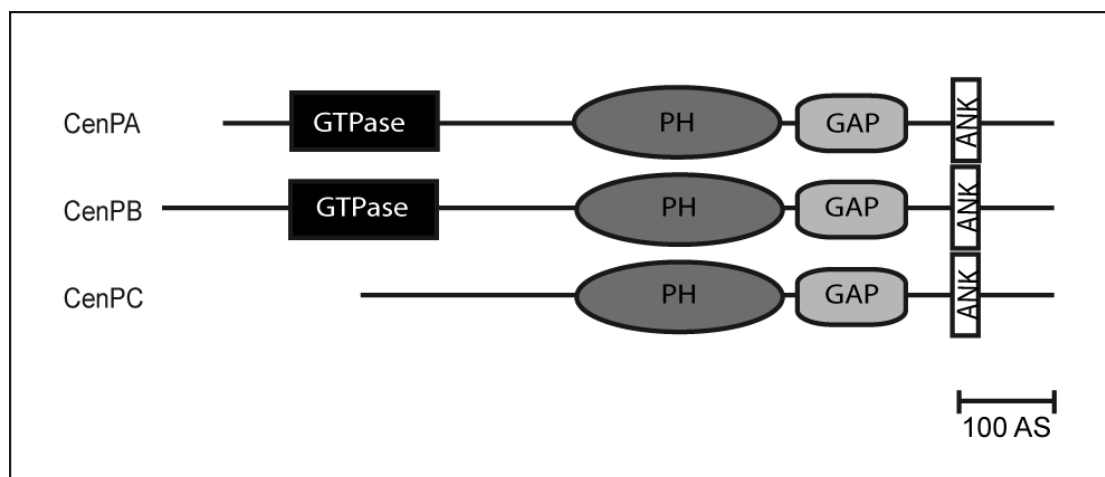 CenPA GTPase PH GAP ANK
CenPB GTPase PH GAP ANK
CenPC PH GAP ANK
100 AS